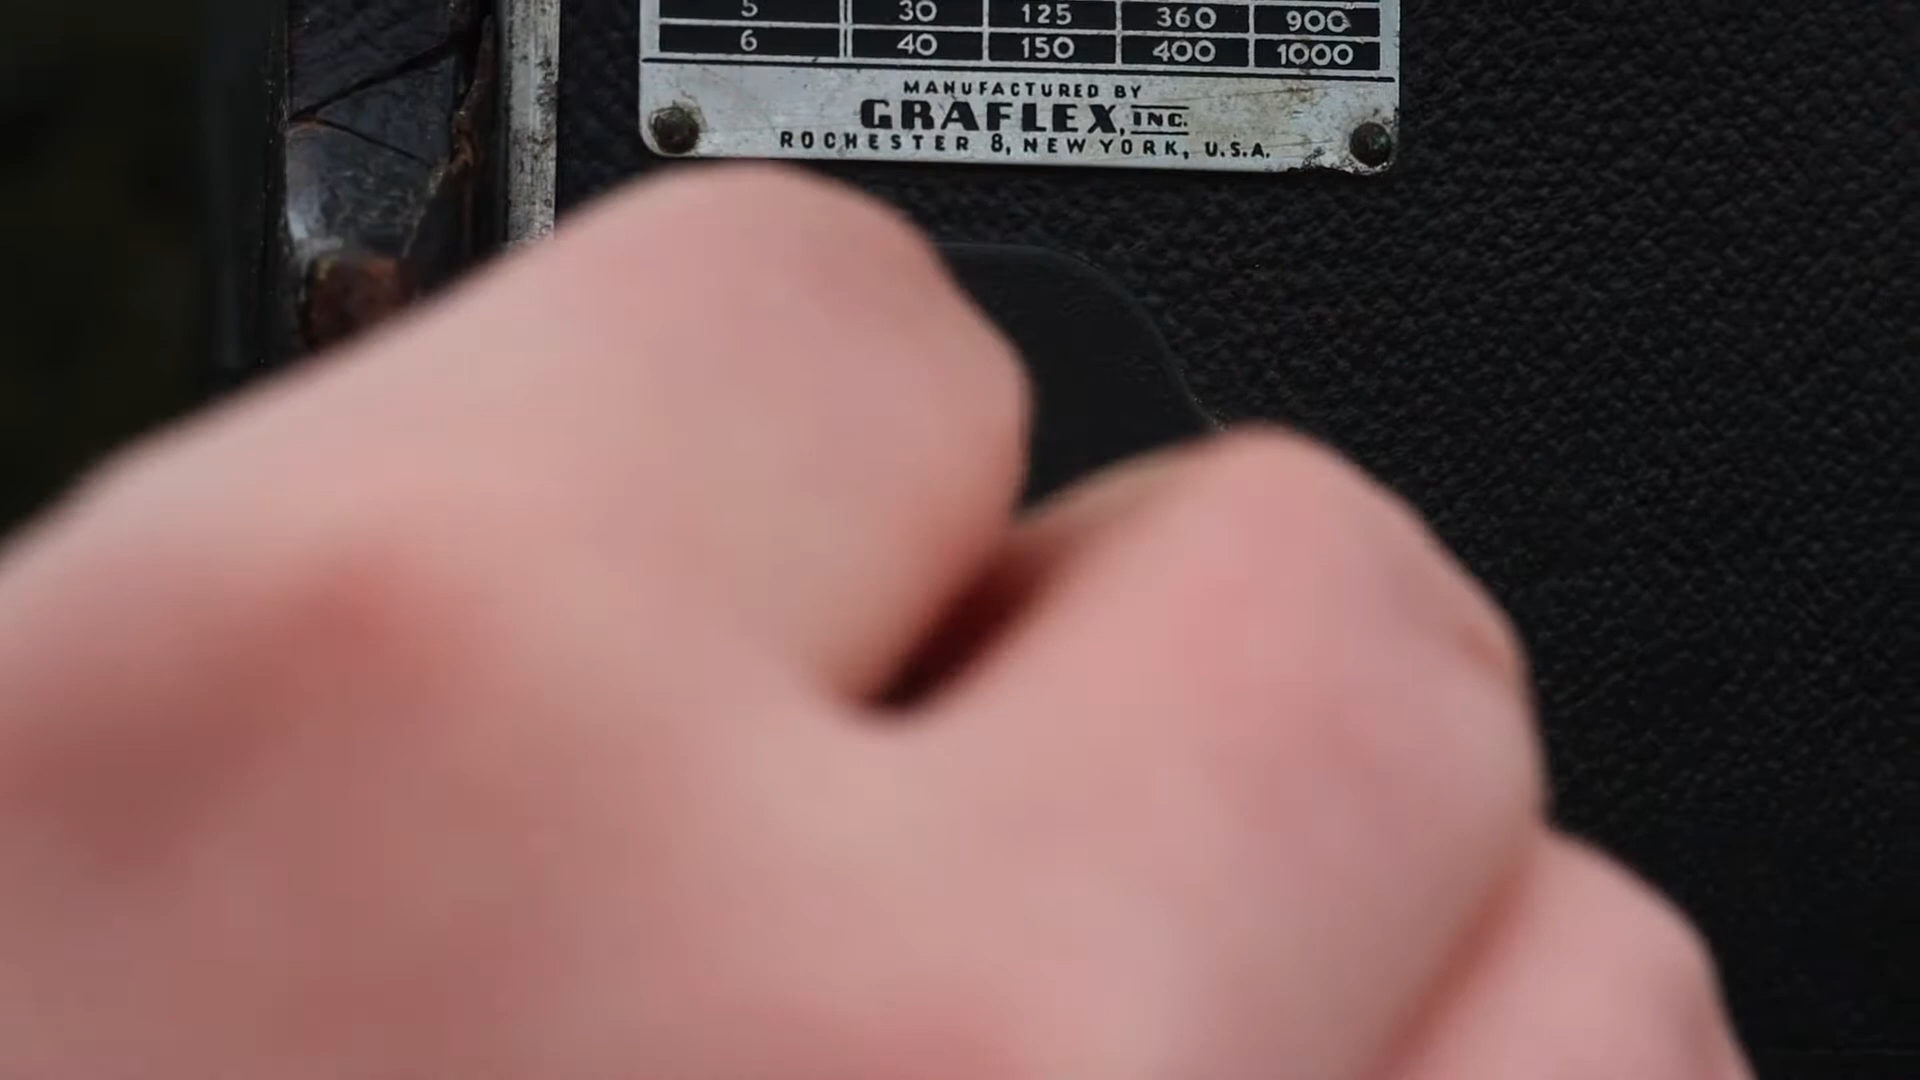 5 30 125 360 900
6 40 150 400 1000
MANUFACTURED BY
GRAFLEX, INC.
ROCHESTER 8, NEW YORK, U.S.A.